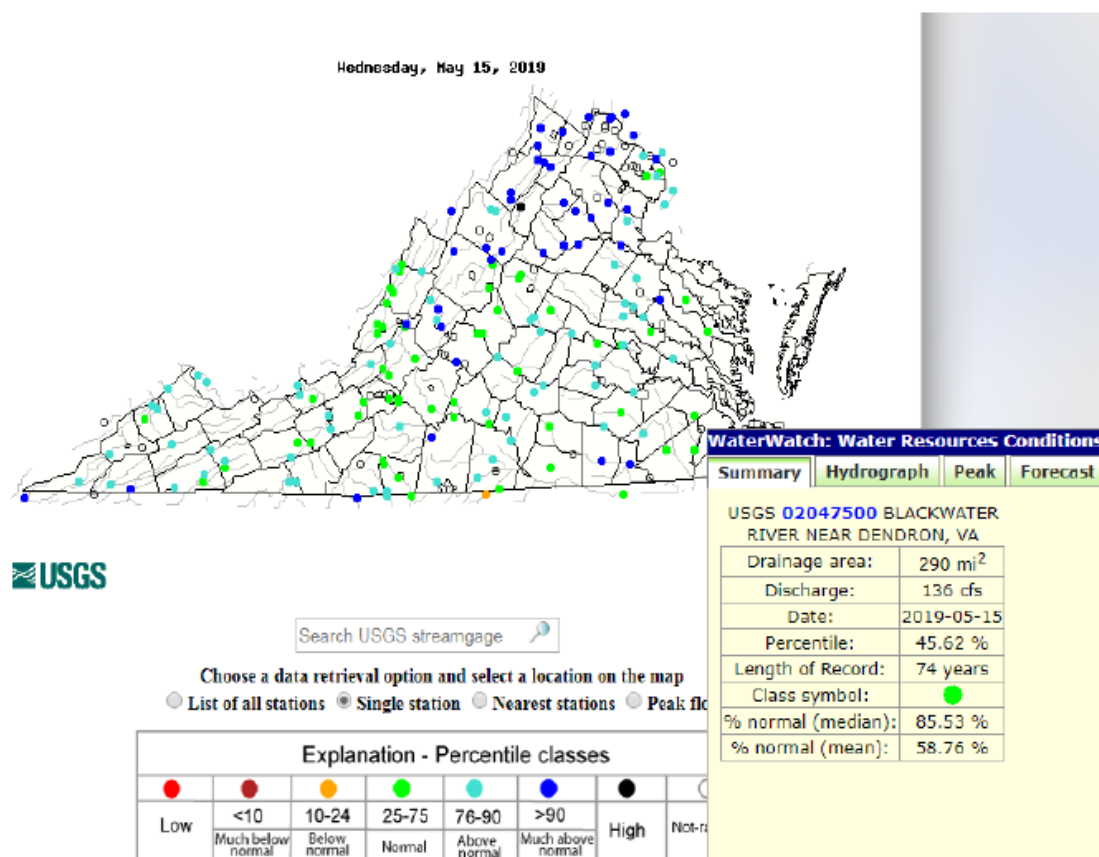 Wednesday, May 15, 2019
USGS
Search USGS streamgage
Choose a data retrieval option and select a location on the map
List of all stations Single station Nearest stations Peak flo
Explanation - Percentile classes
Low <10 10-24 25-75 76-90 >90 High Not-ra
Much below normal Below normal Normal Above normal Much above normal
WaterWatch: Water Resources Conditions
Summary Hydrograph Peak Forecast
USGS 02047500 BLACKWATER
RIVER NEAR DENDRON, VA
Drainage area: 290 mi²
Discharge: 136 cfs
Date: 2019-05-15
Percentile: 45.62 %
Length of Record: 74 years
Class symbol:
% normal (median): 85.53 %
% normal (mean): 58.76 %